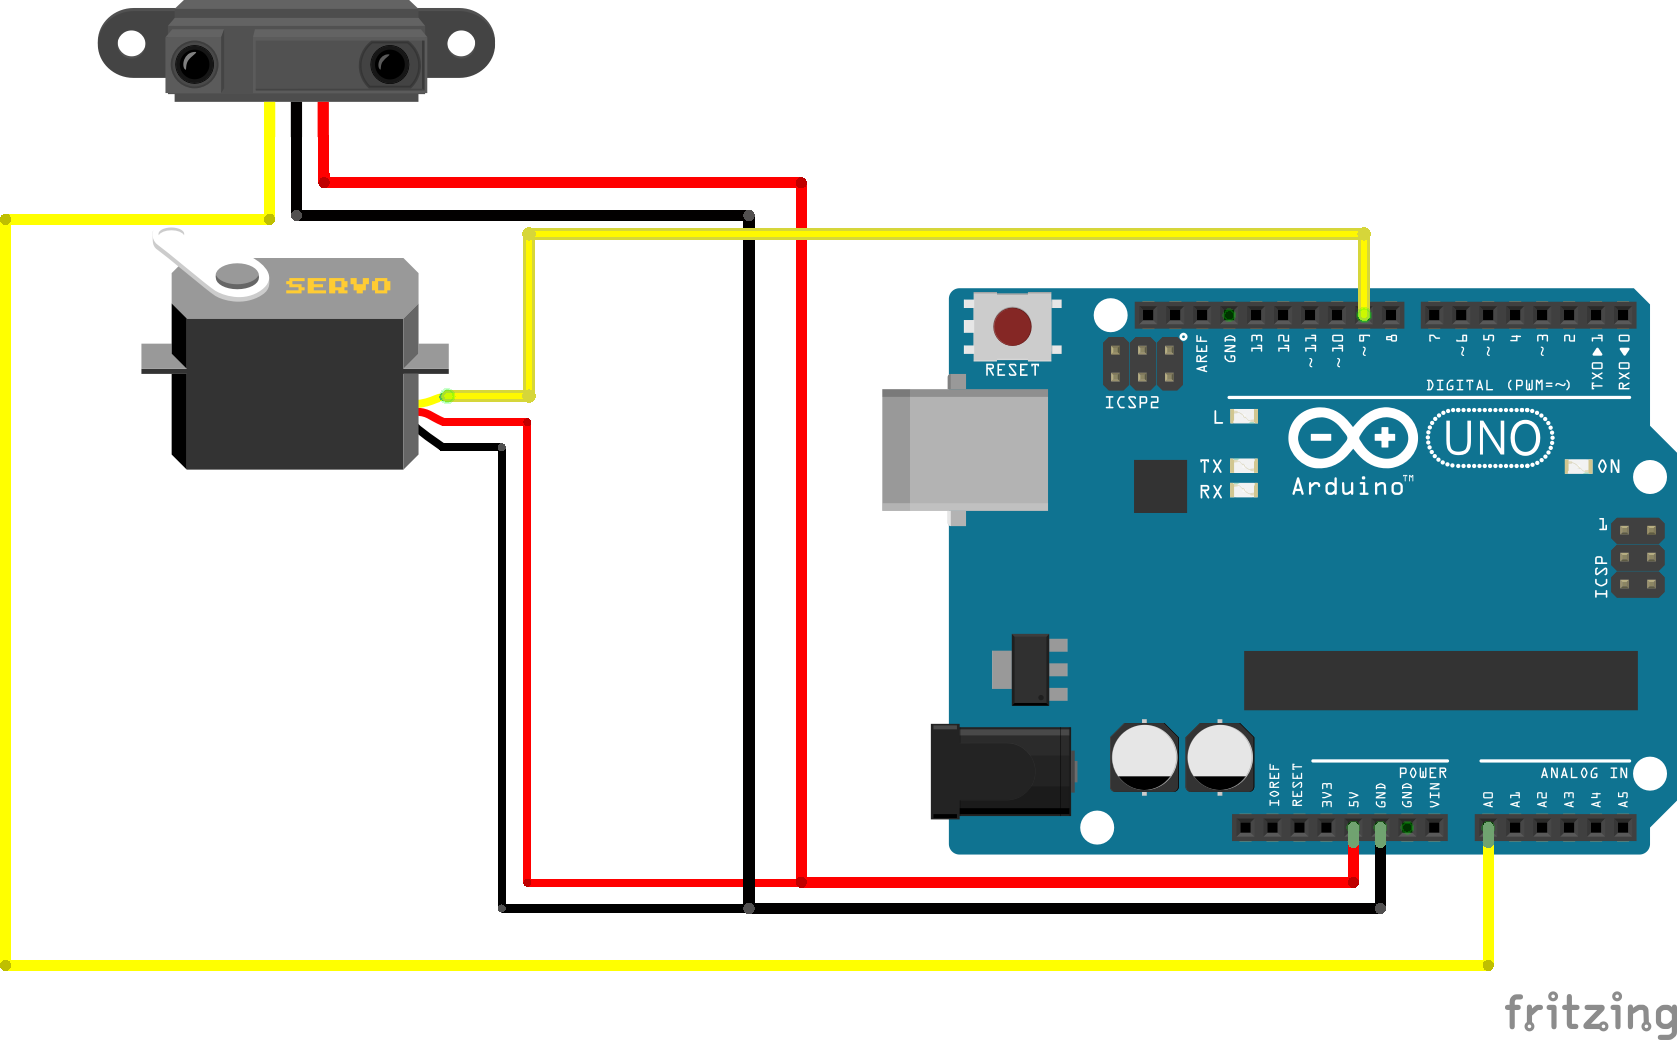 SERVO
RESET
ICSP2
AREF
GND
13
12
~11
~10
~9
8
7
~6
~5
4
~3
2
TX0▶1
RX0◀0
DIGITAL (PWM=~)
L
TX
RX
UNO
Arduino™
ON
1
ICSP
POWER
ANALOG IN
IOREF
RESET
3V3
5V
GND
GND
VIN
A0
A1
A2
A3
A4
A5
fritzing